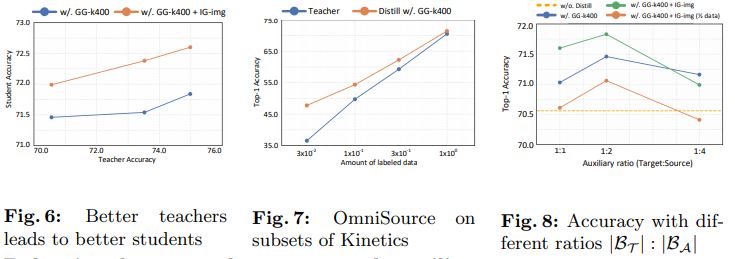 w/. GG-k400 w/. GG-k400 + IG-img
73.0
72.5
72.0
71.5
71.0
Student Accuracy
70.0 72.0 74.0 76.0
Teacher Accuracy
Fig. 6: Better teachers
leads to better students
Teacher Distill w/. GG-k400
75.0
65.0
55.0
45.0
35.0
Top-1 Accuracy
3x10⁻² 1x10⁻¹ 3x10⁻¹ 1x10⁰
Amount of labeled data
Fig. 7: OmniSource on
subsets of Kinetics
w/o. Distill w/. GG-k400 + IG-img
w/. GG-k400 w/. GG-k400 + IG-img (½ data)
72.0
71.5
71.0
70.0
Top-1 Accuracy
1:1 1:2 1:4
Auxiliary ratio (Target:Source)
Fig. 8: Accuracy with dif-
ferent ratios |𝓑𝒯| : |𝓑𝒜|